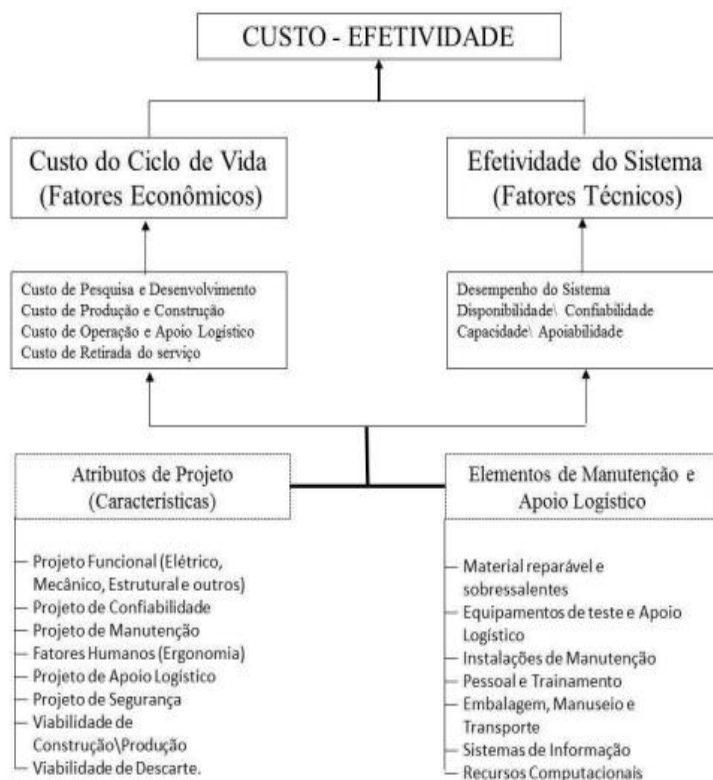 CUSTO - EFETIVIDADE
Custo do Ciclo de Vida
(Fatores Econômicos)
Efetividade do Sistema
(Fatores Técnicos)
Custo de Pesquisa e Desenvolvimento
Custo de Produção e Construção
Custo de Operação e Apoio Logístico
Custo de Retirada do serviço
Desempenho do Sistema
Disponibilidade\ Confiabilidade
Capacidade\ Apoiabilidade
Atributos de Projeto
(Características)
Projeto Funcional (Elétrico,
Mecânico, Estrutural e outros)
Projeto de Confiabilidade
Projeto de Manutenção
Fatores Humanos (Ergonomia)
Projeto de Apoio Logístico
Projeto de Segurança
Viabilidade de
Construção\Produção
Viabilidade de Descarte.
Elementos de Manutenção e
Apoio Logístico
Material reparável e
sobressalentes
Equipamentos de teste e Apoio
Logístico
Instalações de Manutenção
Pessoal e Trainamento
Embalagem, Manuseio e
Transporte
Sistemas de Informação
Recursos Computacionais